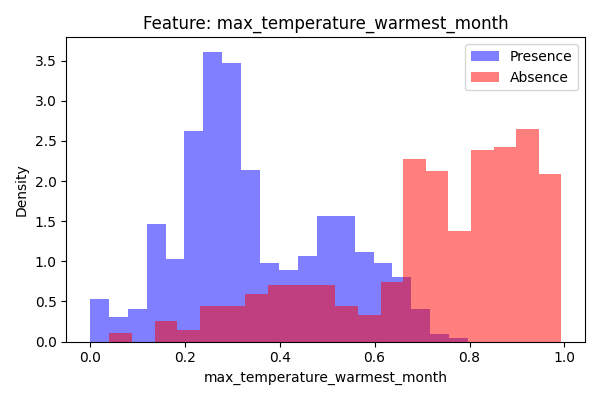 Feature: max_temperature_warmest_month
Presence
Absence
Density
3.5
3.0
2.5
2.0
1.5
1.0
0.5
0.0
0.0 0.2 0.4 0.6 0.8 1.0
max_temperature_warmest_month